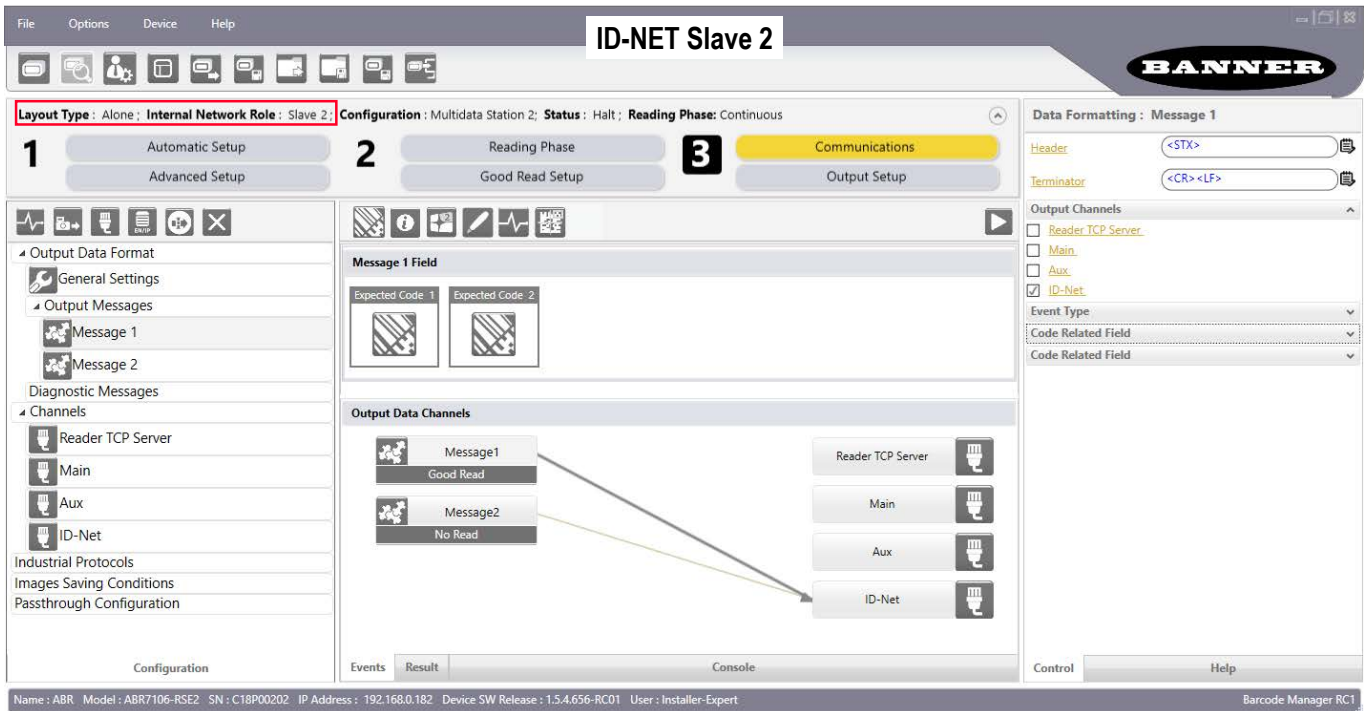 File Options Device Help
ID-NET Slave 2
BANNER
Layout Type : Alone ; Internal Network Role : Slave 2 ; Configuration : Multidata Station 2; Status : Halt ; Reading Phase: Continuous
1 Automatic Setup 2 Reading Phase 3 Communications
Advanced Setup Good Read Setup Output Setup
Data Formatting : Message 1
Header <STX>
Terminator <CR><LF>
Output Channels
Reader TCP Server
Main
Aux
ID-Net
Event Type
Code Related Field
Code Related Field
EN/IP
Output Data Format
General Settings
Output Messages
Message 1
Message 2
Diagnostic Messages
Channels
Reader TCP Server
Main
Aux
ID-Net
Industrial Protocols
Images Saving Conditions
Passthrough Configuration
Message 1 Field
Expected Code 1 Expected Code 2
Output Data Channels
Message1
Good Read
Message2
No Read
Reader TCP Server
Main
Aux
ID-Net
Configuration Events Result Console Control Help
Name : ABR Model : ABR7106-RSE2 SN : C18P00202 IP Address : 192.168.0.182 Device SW Release : 1.5.4.656-RC01 User : Installer-Expert Barcode Manager RC1